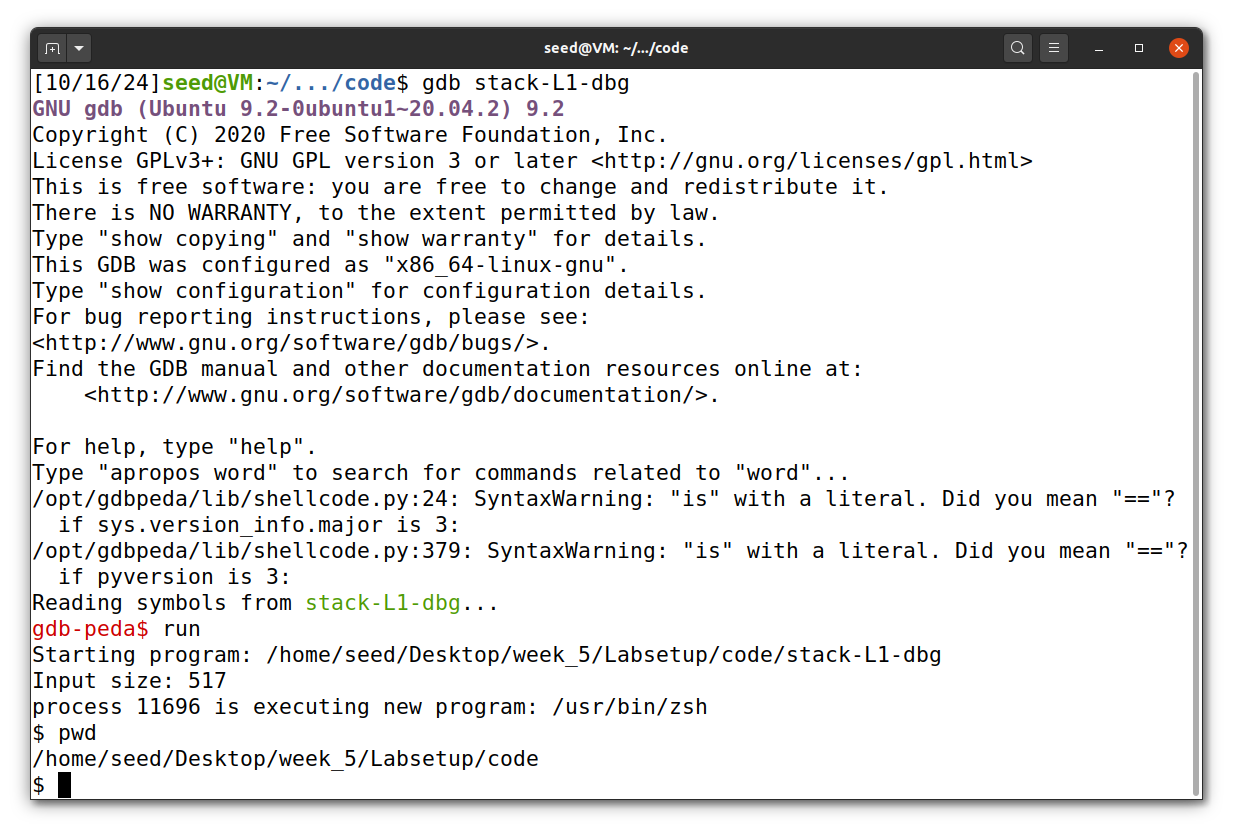 seed@VM: ~/.../code
[10/16/24]seed@VM:~/.../code$ gdb stack-L1-dbg
GNU gdb (Ubuntu 9.2-0ubuntu1~20.04.2) 9.2
Copyright (C) 2020 Free Software Foundation, Inc.
License GPLv3+: GNU GPL version 3 or later <http://gnu.org/licenses/gpl.html>
This is free software: you are free to change and redistribute it.
There is NO WARRANTY, to the extent permitted by law.
Type "show copying" and "show warranty" for details.
This GDB was configured as "x86_64-linux-gnu".
Type "show configuration" for configuration details.
For bug reporting instructions, please see:
<http://www.gnu.org/software/gdb/bugs/>.
Find the GDB manual and other documentation resources online at:
    <http://www.gnu.org/software/gdb/documentation/>.

For help, type "help".
Type "apropos word" to search for commands related to "word"...
/opt/gdbpeda/lib/shellcode.py:24: SyntaxWarning: "is" with a literal. Did you mean "=="?
  if sys.version_info.major is 3:
/opt/gdbpeda/lib/shellcode.py:379: SyntaxWarning: "is" with a literal. Did you mean "=="?
  if pyversion is 3:
Reading symbols from stack-L1-dbg...
gdb-peda$ run
Starting program: /home/seed/Desktop/week_5/Labsetup/code/stack-L1-dbg
Input size: 517
process 11696 is executing new program: /usr/bin/zsh
$ pwd
/home/seed/Desktop/week_5/Labsetup/code
$